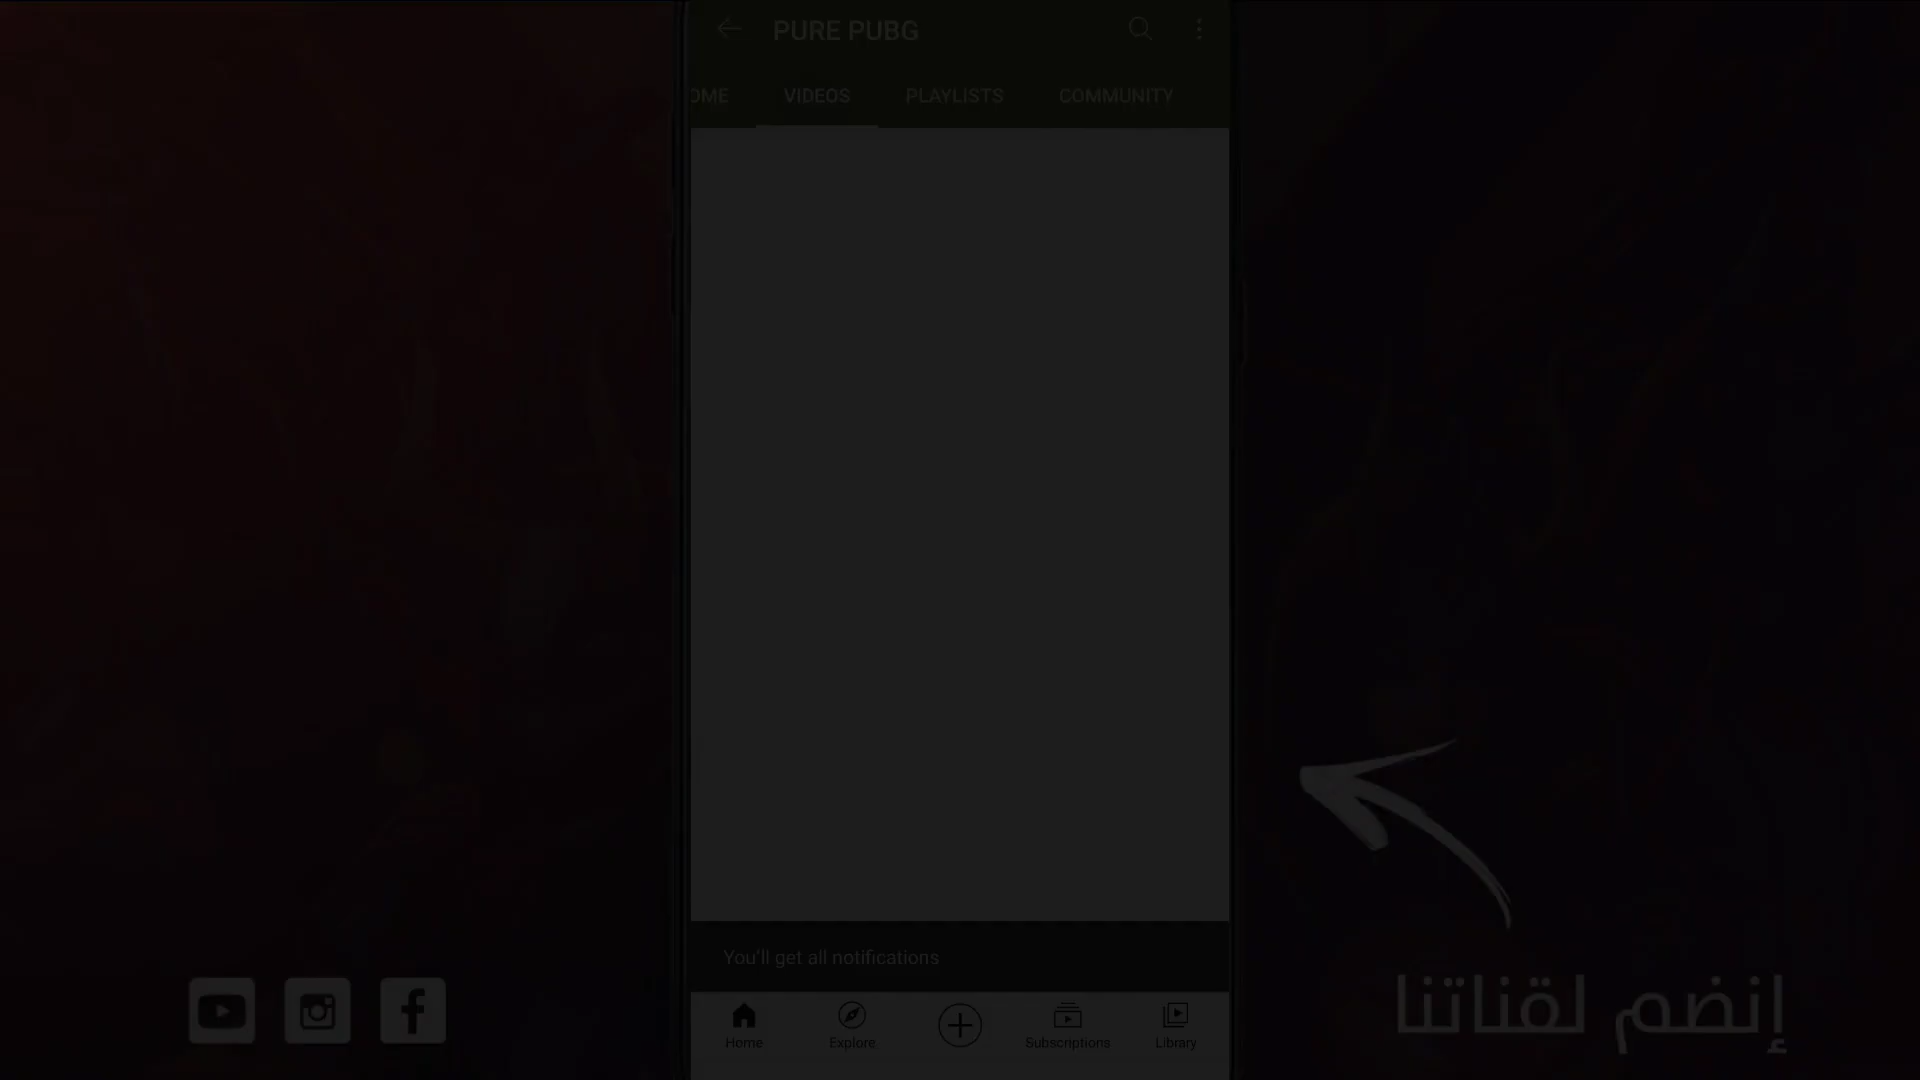 PURE PUBG
OME VIDEOS PLAYLISTS COMMUNITY
You'll get all notifications
Home Explore Subscriptions Library
إنضم لقناتنا